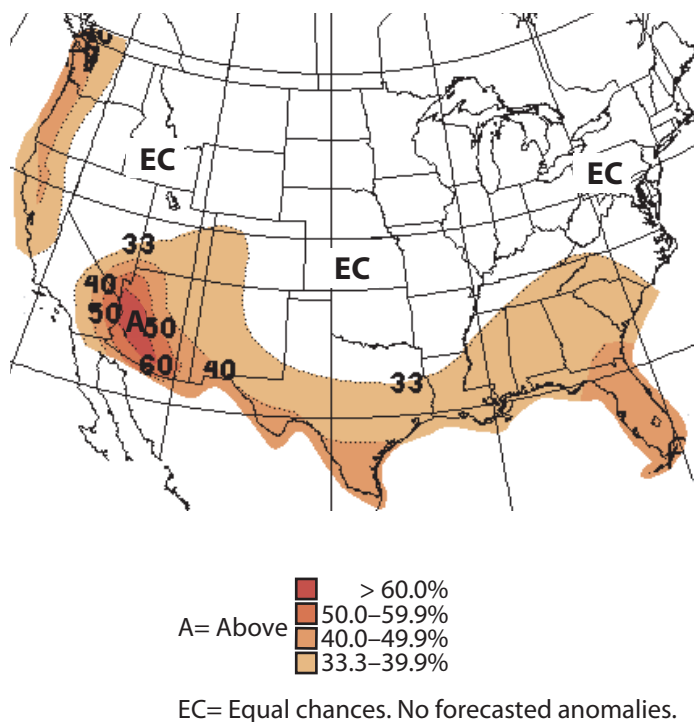 EC
EC
33
EC
40
50
A
50
60
40
33
> 60.0%
50.0–59.9%
A= Above
40.0–49.9%
33.3–39.9%
EC= Equal chances. No forecasted anomalies.